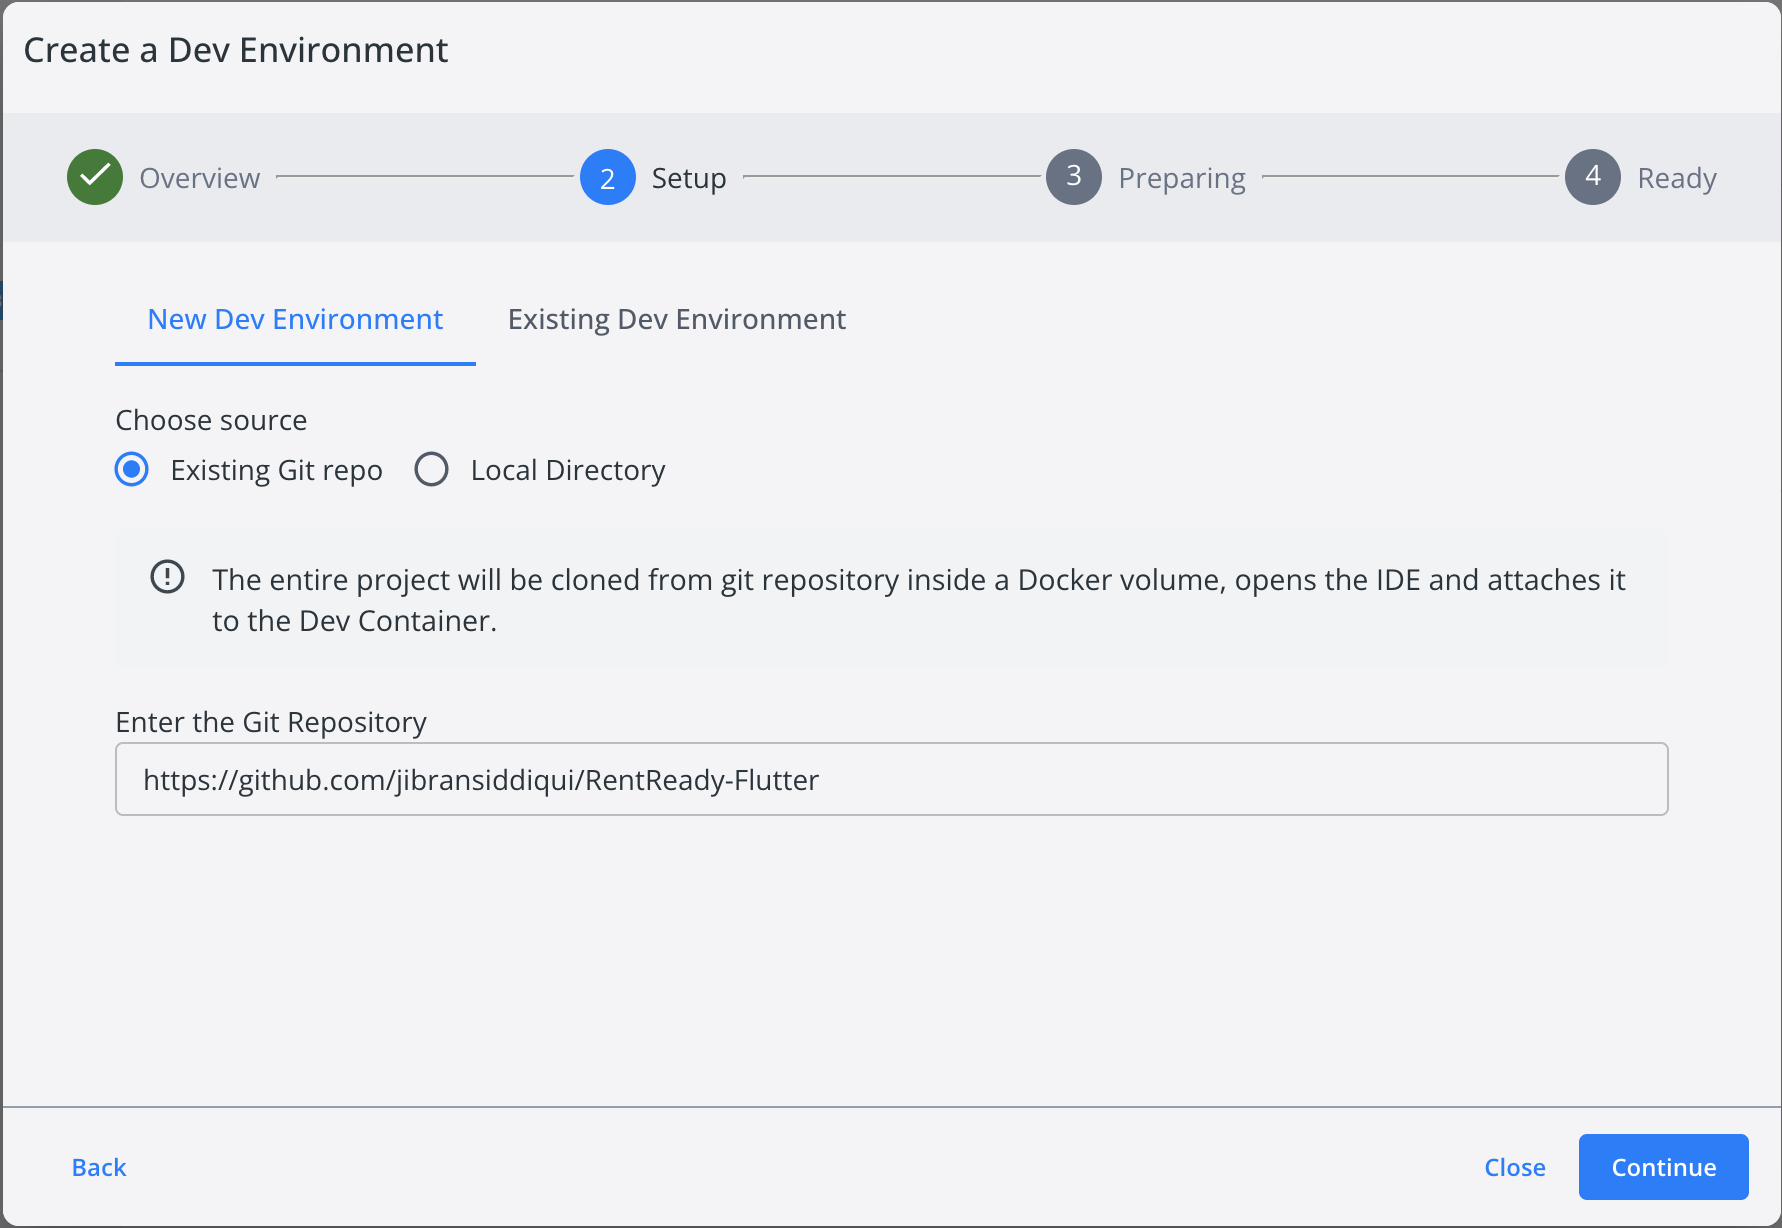 Create a Dev Environment
Overview
2 Setup
3 Preparing
4 Ready
New Dev Environment
Existing Dev Environment
Choose source
Existing Git repo
Local Directory
The entire project will be cloned from git repository inside a Docker volume, opens the IDE and attaches it
to the Dev Container.
Enter the Git Repository
https://github.com/jibransiddiqui/RentReady-Flutter
Back
Close
Continue